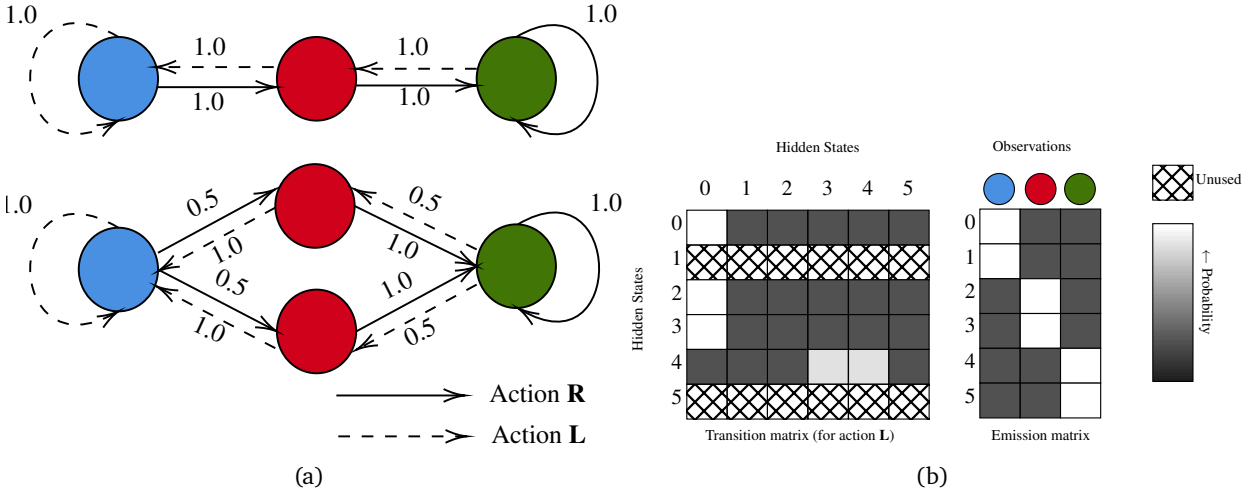 1.0
1.0
1.0
1.0
1.0
1.0
1.0
0.5
0.5
1.0
1.0
1.0
1.0
0.5
1.0
1.0
0.5
Action R
Action L
(a)
Hidden States
0 1 2 3 4 5
Hidden States
0
1
2
3
4
5
Transition matrix (for action L)
Observations
0
1
2
3
4
5
Emission matrix
Unused
← Probability
(b)